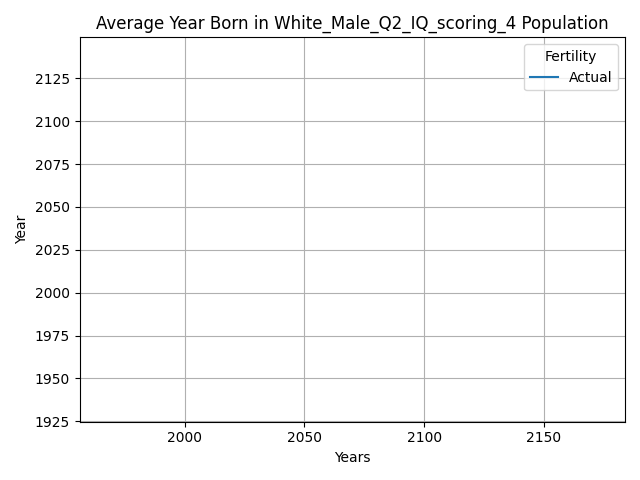 Average Year Born in White_Male_Q2_IQ_scoring_4 Population
Fertility
Actual
2125
2100
2075
2050
2025
2000
1975
1950
1925
Year
2000 2050 2100 2150
Years